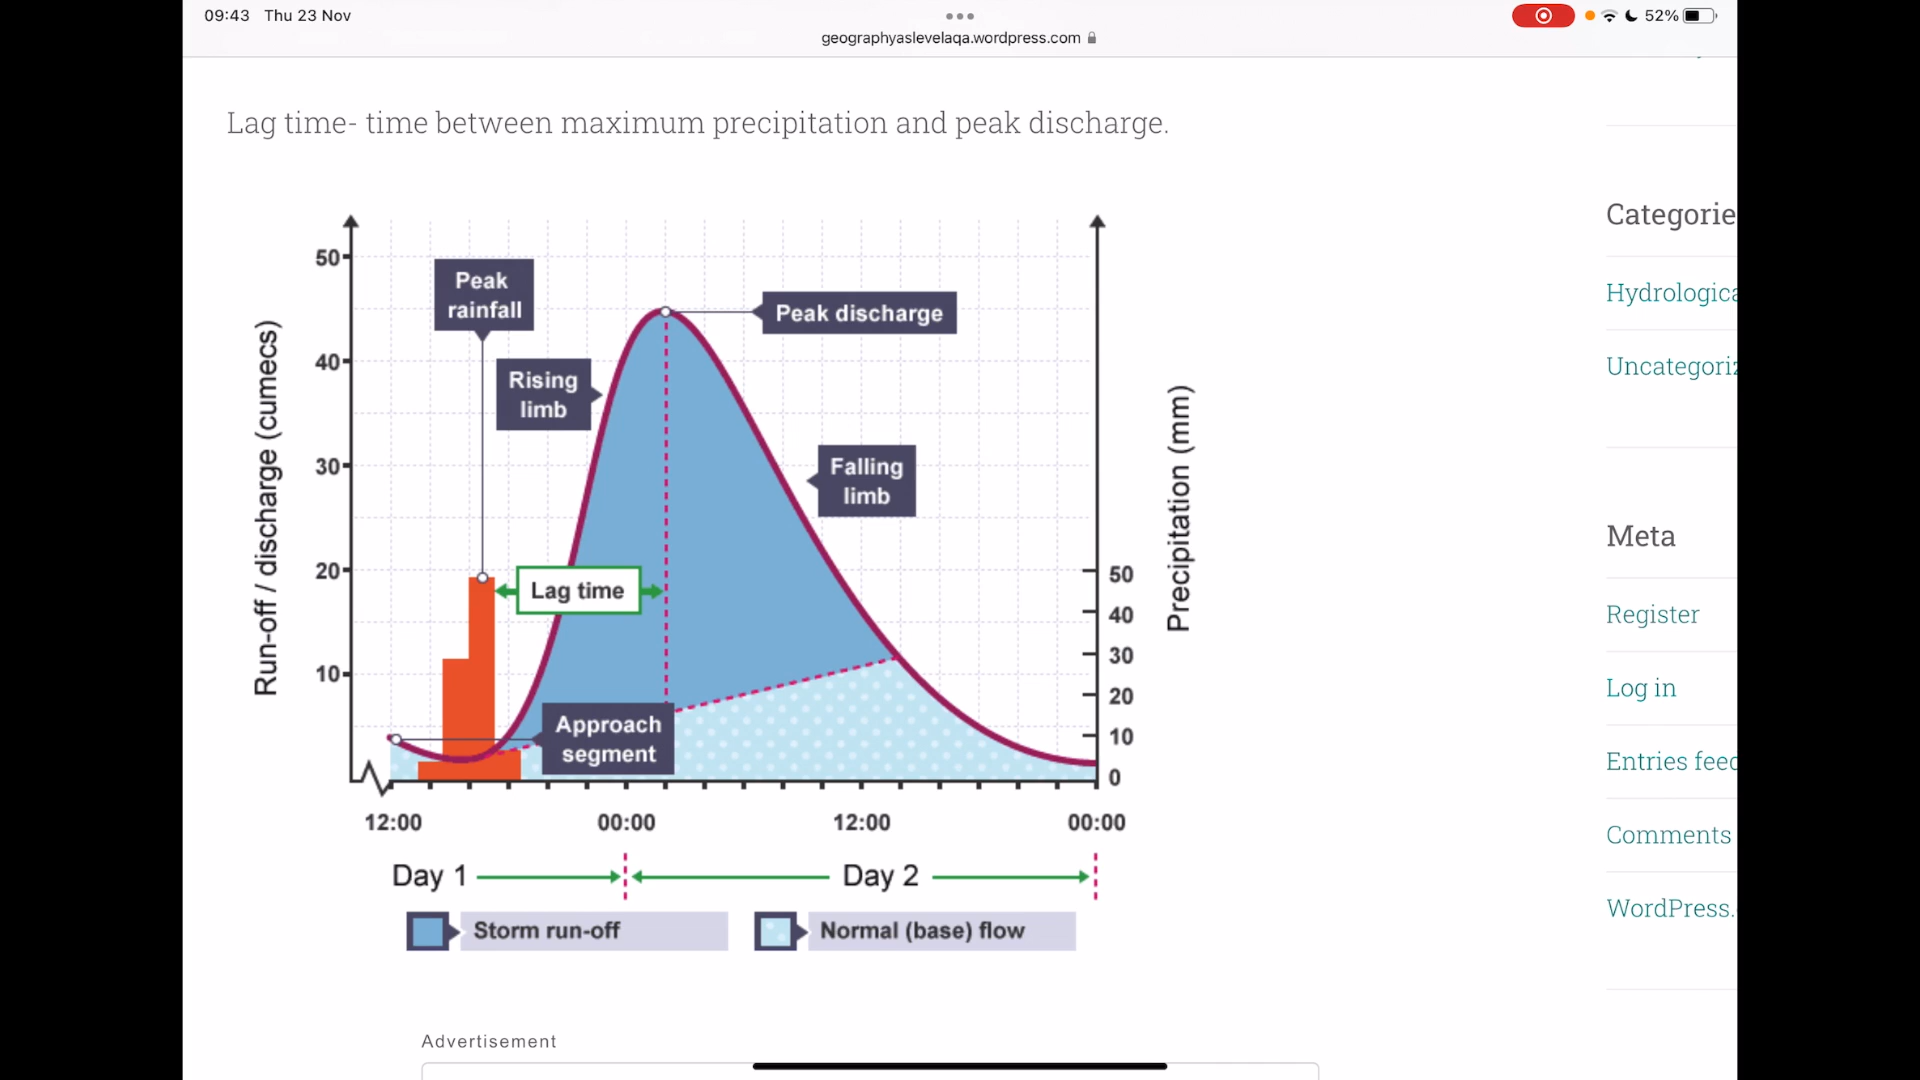 09:43 Thu 23 Nov
52%
geographyaslevelaqa.wordpress.com
Lag time- time between maximum precipitation and peak discharge.
Run-off / discharge (cumecs)
50
40
30
20
10
Peak
rainfall
Peak discharge
Rising
limb
Falling
limb
Lag time
Approach
segment
Precipitation (mm)
50
40
30
20
10
0
12:00 00:00 12:00 00:00
Day 1 Day 2
Storm run-off Normal (base) flow
Advertisement
Categorie
Hydrologica
Uncategoriz
Meta
Register
Log in
Entries feed
Comments
WordPress.